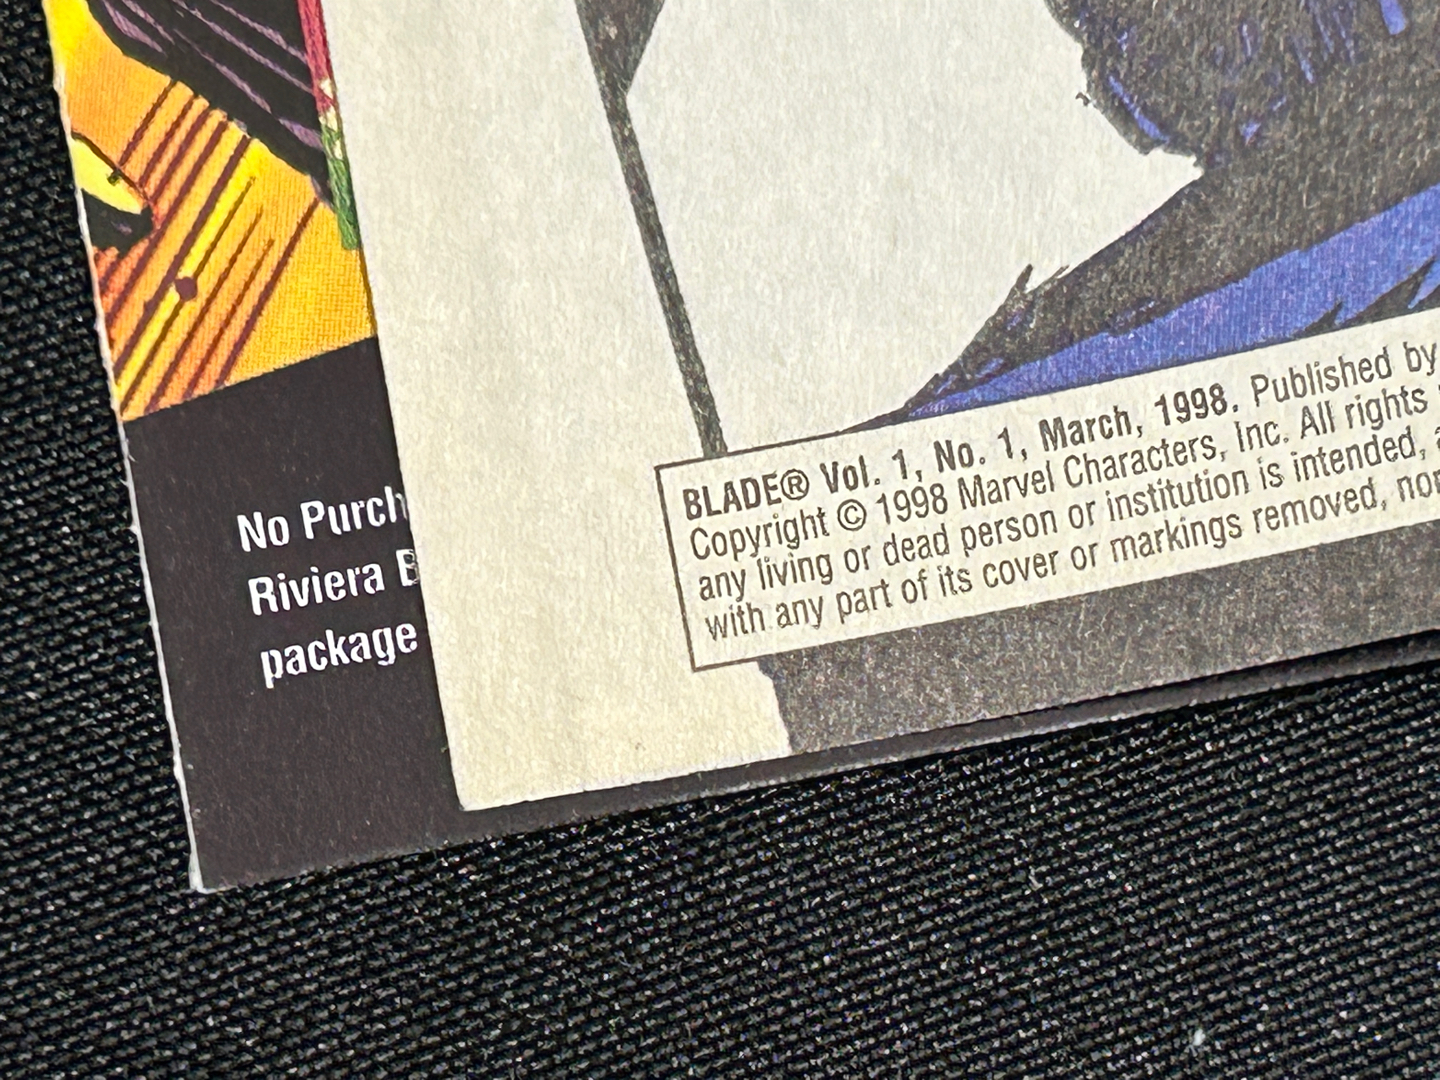 No Purch
Riviera B
package
BLADE® Vol. 1, No. 1, March, 1998. Published by
Copyright © 1998 Marvel Characters, Inc. All rights
any living or dead person or institution is intended,
with any part of its cover or markings removed, nor